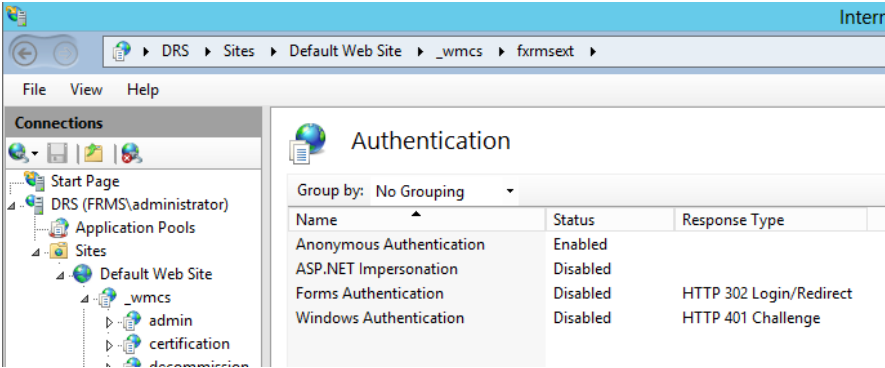 Intern
DRS Sites Default Web Site _wmcs fxrmsext
File View Help
Connections
Authentication
Start Page
DRS (FRMS\administrator)
Application Pools
Sites
Default Web Site
_wmcs
admin
certification
decommission
Group by: No Grouping
Name Status Response Type
Anonymous Authentication Enabled
ASP.NET Impersonation Disabled
Forms Authentication Disabled HTTP 302 Login/Redirect
Windows Authentication Disabled HTTP 401 Challenge